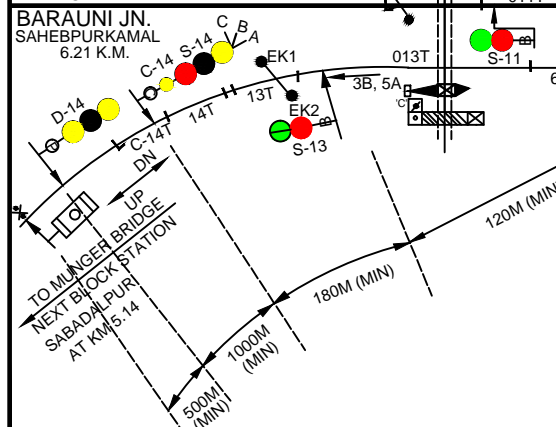 BARAUNI JN.
SAHEBPURKAMAL
6.21 K.M.
C
B
A
S-14
C-14
D-14
EK1
EK2
S-13
B
C-14T
14T
13T
013T
3B, 5A
'C'
S-11
B
6
DN
UP
TO MUNGER BRIDGE
NEXT BLOCK STATION
SABADALPUR
AT KM 5.14
120M (MIN)
180M (MIN)
1000M
(MIN)
500M
(MIN)